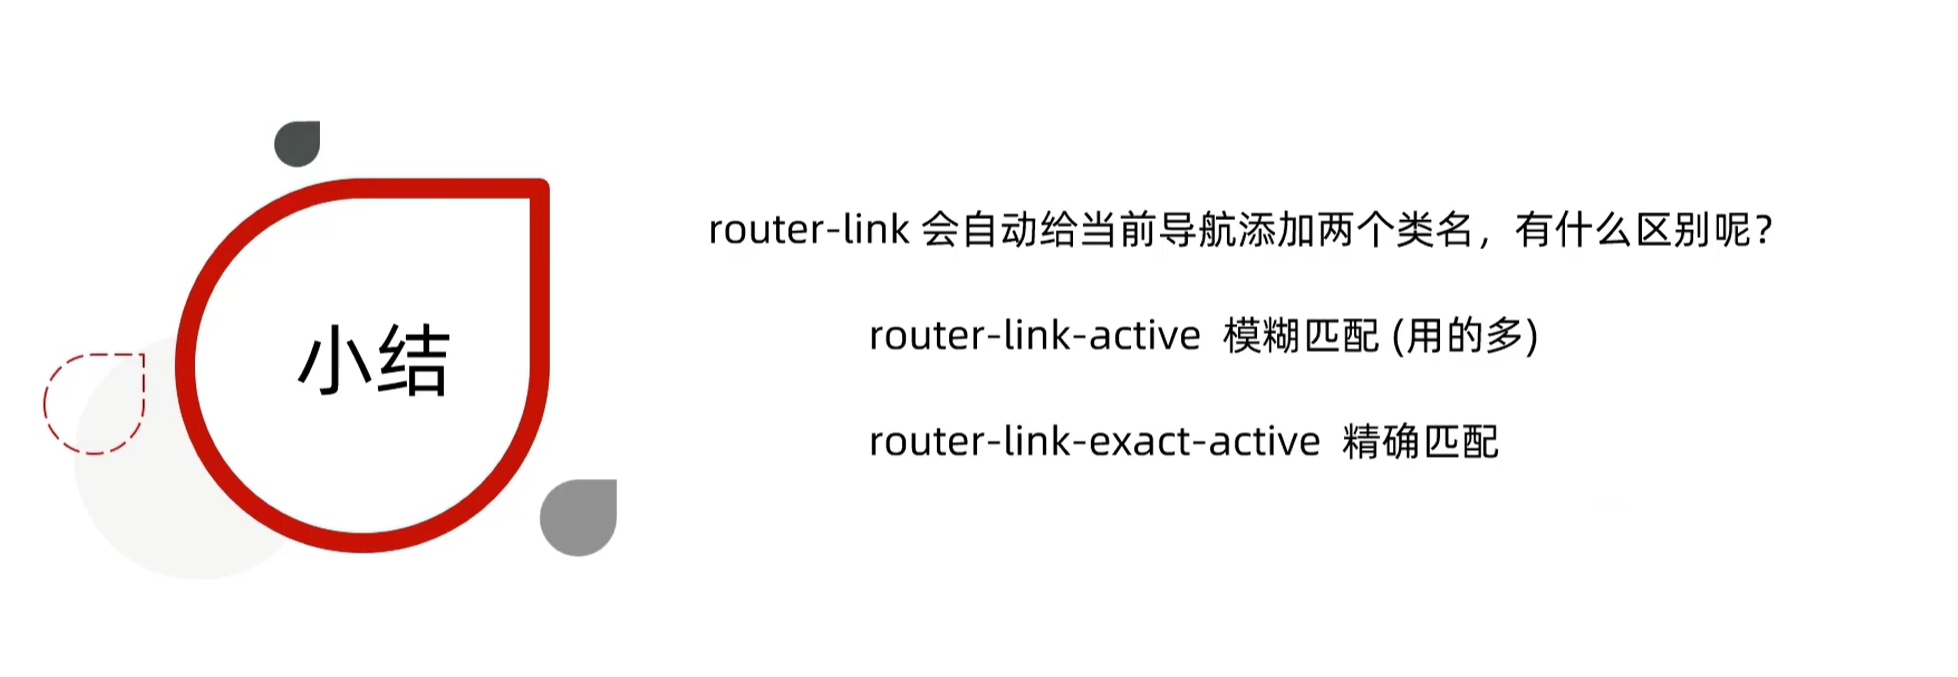 小结
router-link 会自动给当前导航添加两个类名，有什么区别呢？
router-link-active 模糊匹配 (用的多)
router-link-exact-active 精确匹配